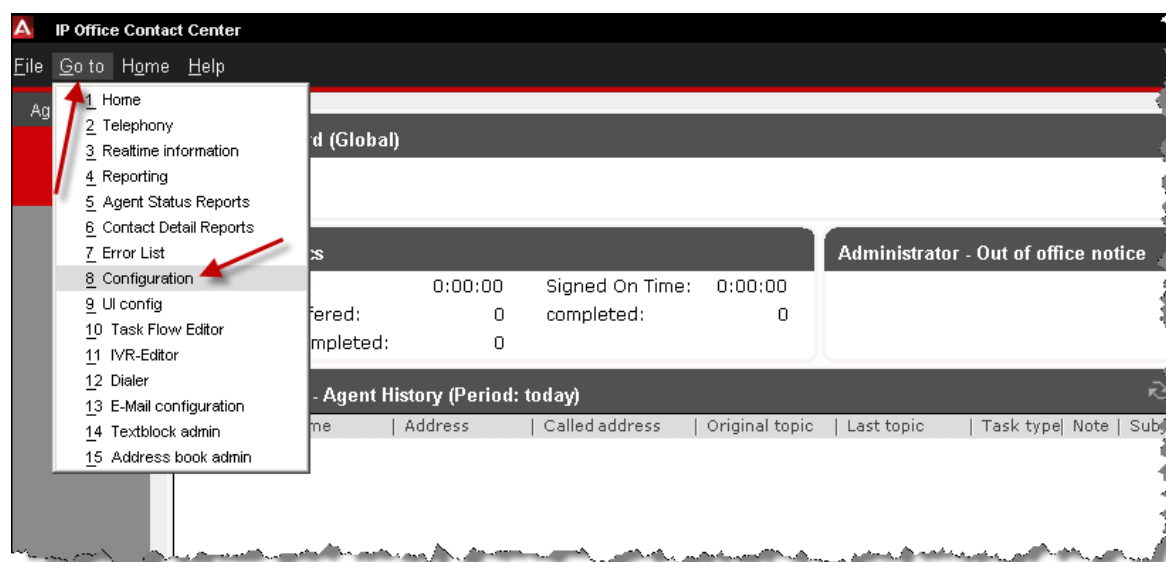 IP Office Contact Center
File Go to Home Help
Ag
1 Home
2 Telephony
3 Realtime information
4 Reporting
5 Agent Status Reports
6 Contact Detail Reports
7 Error List
8 Configuration
9 UI config
10 Task Flow Editor
11 IVR-Editor
12 Dialer
13 E-Mail configuration
14 Textblock admin
15 Address book admin
rd (Global)
cs Administrator - Out of office notice
0:00:00 Signed On Time: 0:00:00
fered: 0 completed: 0
mpleted: 0
- Agent History (Period: today)
me | Address | Called address | Original topic | Last topic | Task type | Note | Sub